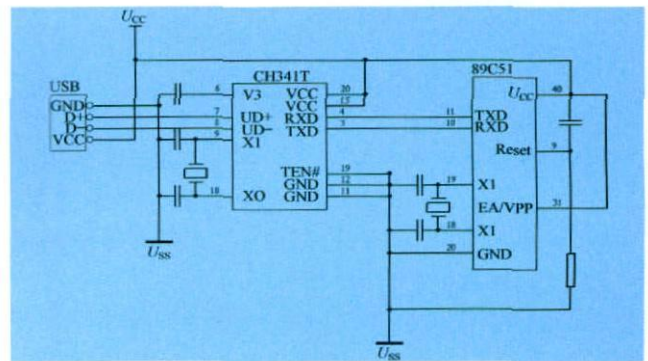 UCC
USB
GND
D+
D−
VCC
CH341T
6 V3 VCC 20
VCC 15
7 UD+ RXD 4
8 UD− TXD 3
9 X1
TEN# 19
GND 12
10 XO GND 11
USS
89C51
UCC 40
11 TXD
10 RXD
Reset 9
19 X1
EA/VPP 31
18 X1
20 GND
USS